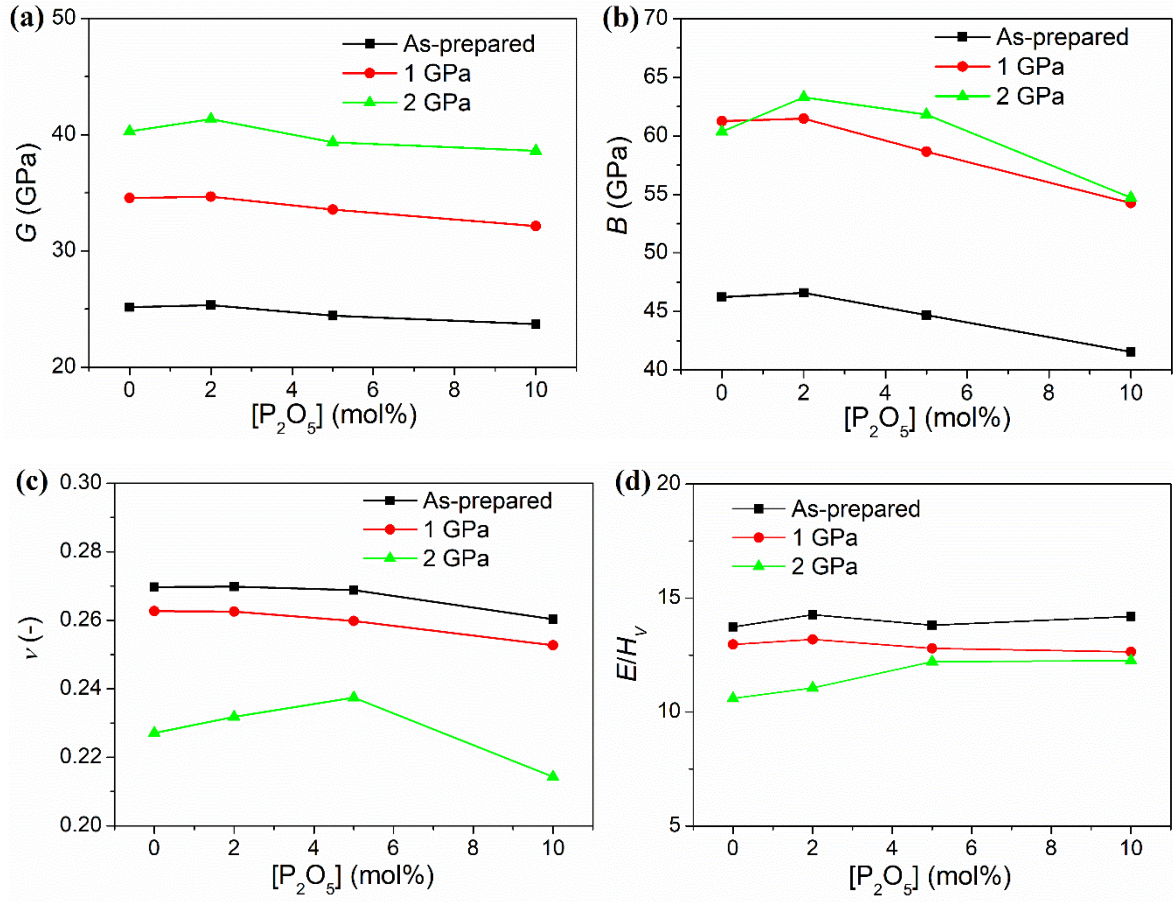 (a)
50
40
30
20
G (GPa)
As-prepared
1 GPa
2 GPa
0 2 4 6 8 10
[P₂O₅] (mol%)
(b)
70
65
60
55
50
45
40
B (GPa)
As-prepared
1 GPa
2 GPa
0 2 4 6 8 10
[P₂O₅] (mol%)
(c)
0.30
0.28
0.26
0.24
0.22
0.20
ν (-)
As-prepared
1 GPa
2 GPa
0 2 4 6 8 10
[P₂O₅] (mol%)
(d)
20
15
10
5
E/Hᵥ
As-prepared
1 GPa
2 GPa
0 2 4 6 8 10
[P₂O₅] (mol%)